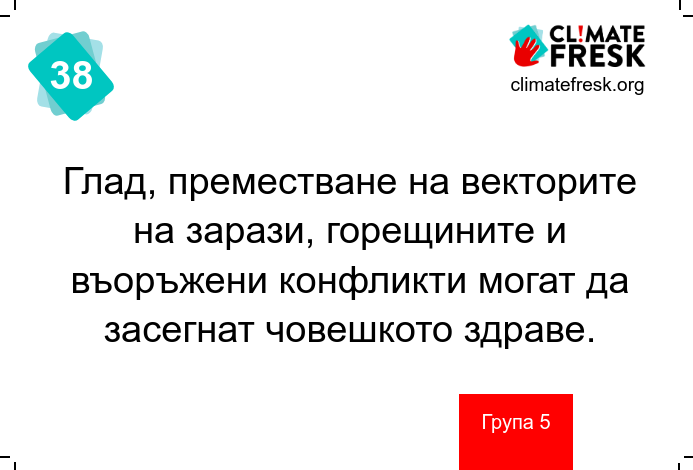 38
CL!MATE
FRESK
climatefresk.org
Глад, преместване на векторите
на зарази, горещините и
въоръжени конфликти могат да
засегнат човешкото здраве.
Група 5